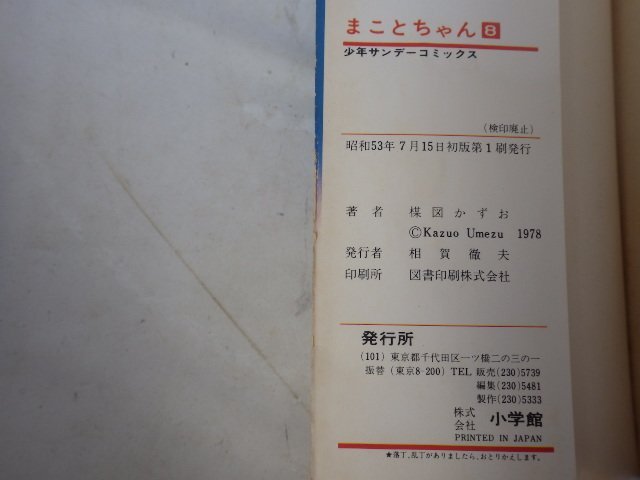 まことちゃん 8
少年サンデーコミックス
(検印廃止)
昭和53年7月15日初版第1刷発行
著者 楳図かずお
©Kazuo Umezu 1978
発行者 相賀徹夫
印刷所 図書印刷株式会社
発行所
(101) 東京都千代田区一ツ橋二の三の一
振替 (東京8-200) TEL 販売(230)5739
編集(230)5481
製作(230)5333
株式会社 小学館
PRINTED IN JAPAN
★落丁、乱丁がありましたら、おとりかえします。